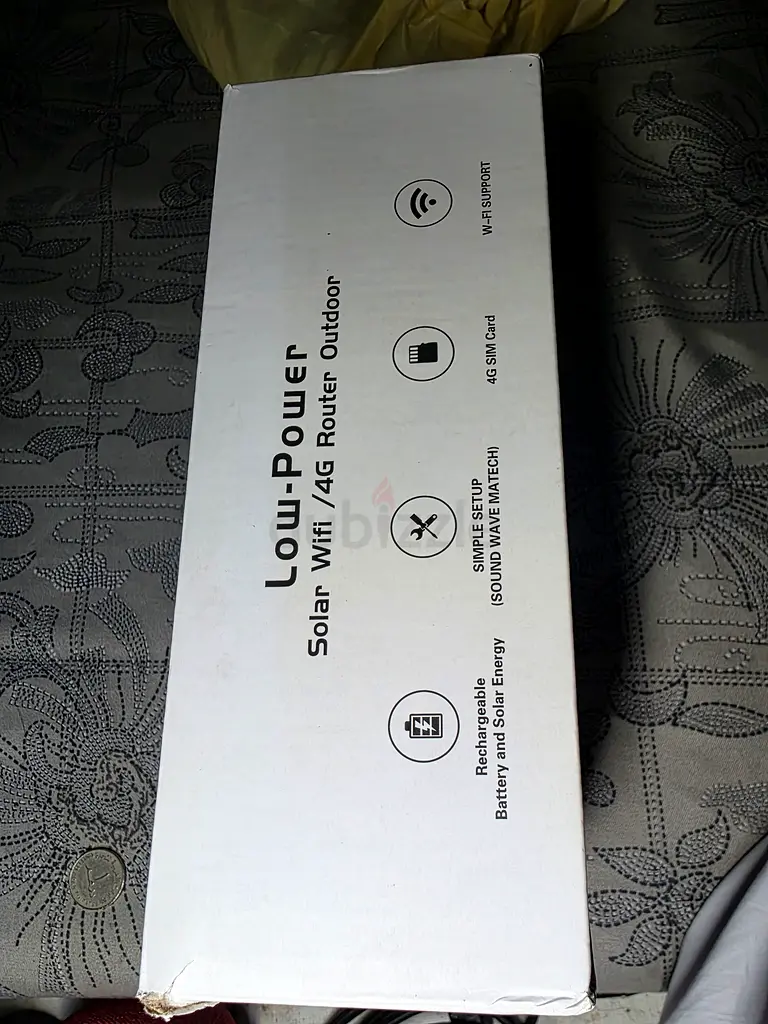 Low-Power
Solar Wifi /4G Router Outdoor
Rechargeable
Battery and Solar Energy
SIMPLE SETUP
(SOUND WAVE MATECH)
4G SIM Card
W-FI SUPPORT
dubizzle